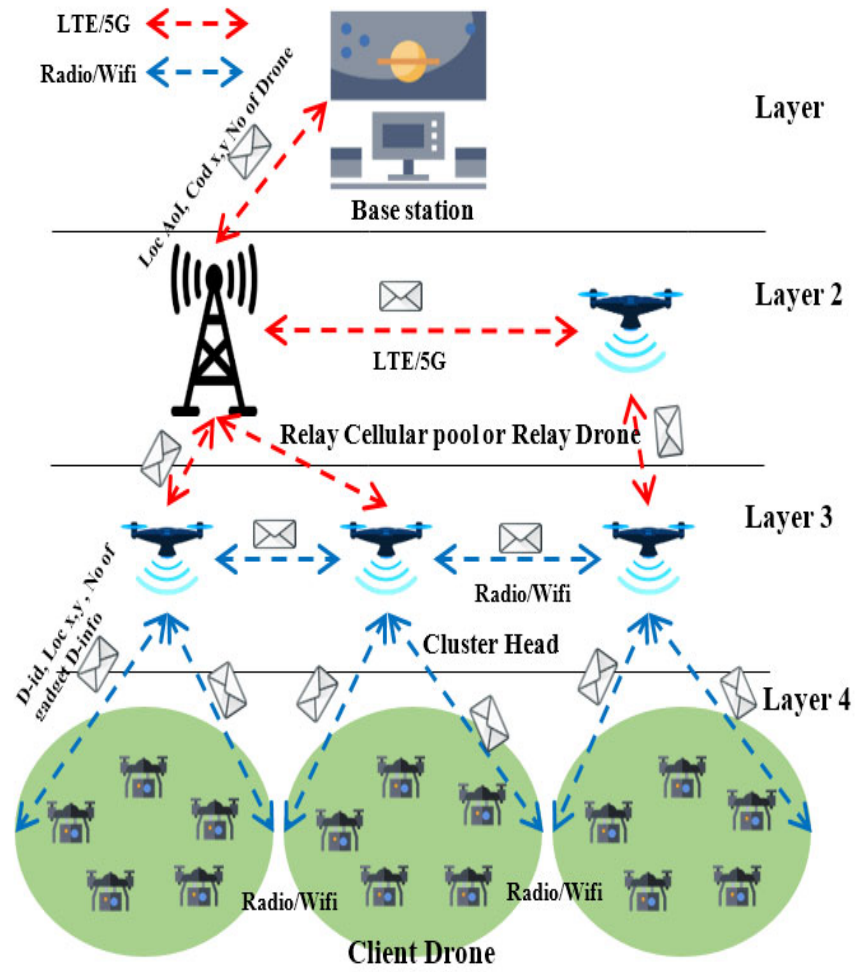 LTE/5G
Radio/Wifi
Loc AoI, Cod x,y No of Drone
Layer
Base station
Layer 2
LTE/5G
Relay Cellular pool or Relay Drone
Layer 3
Radio/Wifi
D-id, Loc x,y , No of
gadget D-info
Cluster Head
Layer 4
Radio/Wifi
Radio/Wifi
Client Drone